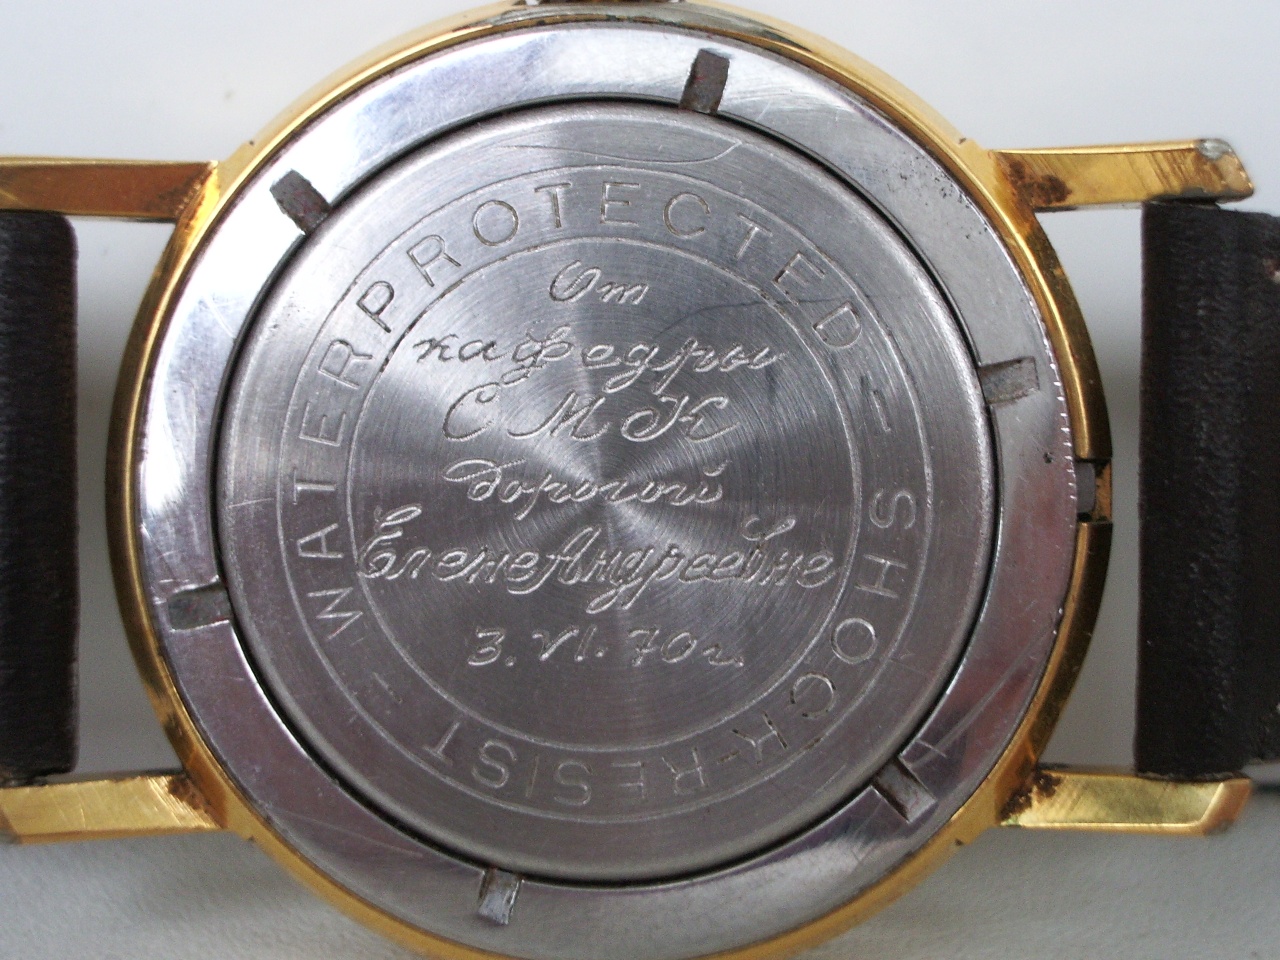 WATERPROTECTED - SHOCK-RESIST -
От
кафедры
СМК
дорогой
Елене Андреевне
3.VI.70г.